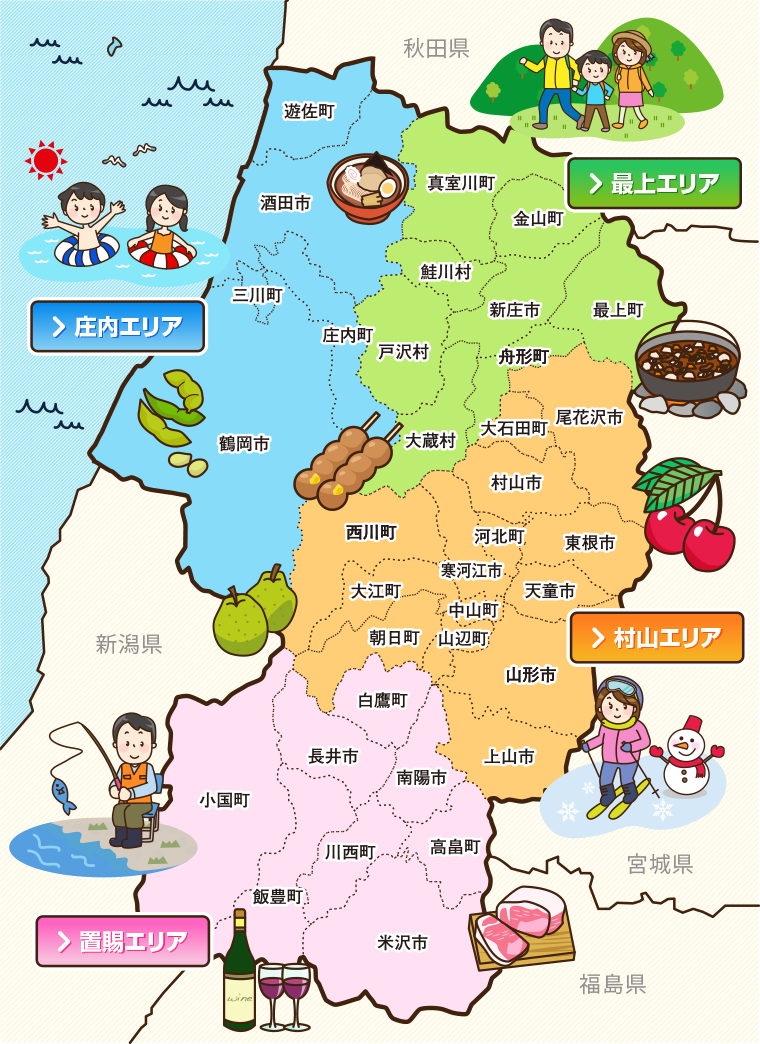 秋田県
遊佐町
最上エリア
真室川町
酒田市
金山町
鮭川村
三川町
新庄市
最上町
庄内エリア
庄内町
戸沢村
舟形町
尾花沢市
大石田町
鶴岡市
大蔵村
村山市
西川町
河北町
東根市
寒河江市
大江町
天童市
中山町
朝日町
山辺町
村山エリア
新潟県
山形市
白鷹町
長井市
上山市
南陽市
小国町
高畠町
川西町
宮城県
飯豊町
置賜エリア
米沢市
福島県
wine